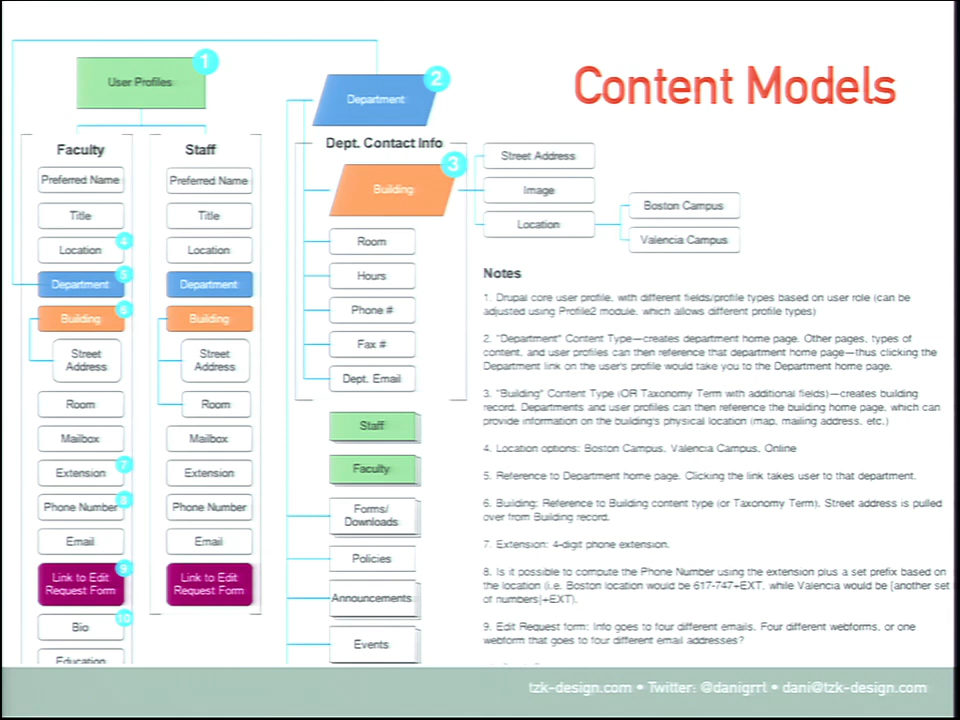 Content Models
1
User Profiles
Faculty
Preferred Name
Title
Location
4
Department
5
Building
6
Street
Address
Room
Mailbox
Extension
7
Phone Number
8
Email
Link to Edit
Request Form
9
Bio
10
Education
Staff
Preferred Name
Title
Location
Department
Building
Street
Address
Room
Mailbox
Extension
Phone Number
Email
Link to Edit
Request Form
2
Department
Dept. Contact Info
3
Building
Room
Hours
Phone #
Fax #
Dept. Email
Staff
Faculty
Forms/
Downloads
Policies
Announcements
Events
Street Address
Image
Location
Boston Campus
Valencia Campus
Notes
1. Drupal core user profile, with different fields/profile types based on user role (can be
adjusted using Profile2 module, which allows different profile types)
2. "Department" Content Type—creates department home page. Other pages, types of
content, and user profiles can then reference that department home page—thus clicking the
Department link on the user's profile would take you to the Department home page.
3. "Building" Content Type (OR Taxonomy Term with additional fields)—creates building
record. Departments and user profiles can then reference the building home page, which can
provide information on the building's physical location (map, mailing address, etc.)
4. Location options: Boston Campus, Valencia Campus, Online
5. Reference to Department home page. Clicking the link takes user to that department.
6. Building: Reference to Building content type (or Taxonomy Term). Street address is pulled
over from Building record.
7. Extension: 4-digit phone extension.
8. Is it possible to compute the Phone Number using the extension plus a set prefix based on
the location (i.e. Boston location would be 617-747+EXT, while Valencia would be [another set
of numbers]+EXT).
9. Edit Request form: Info goes to four different emails. Four different webforms, or one
webform that goes to four different email addresses?
tzk-design.com • Twitter: @danigrrl • dani@tzk-design.com